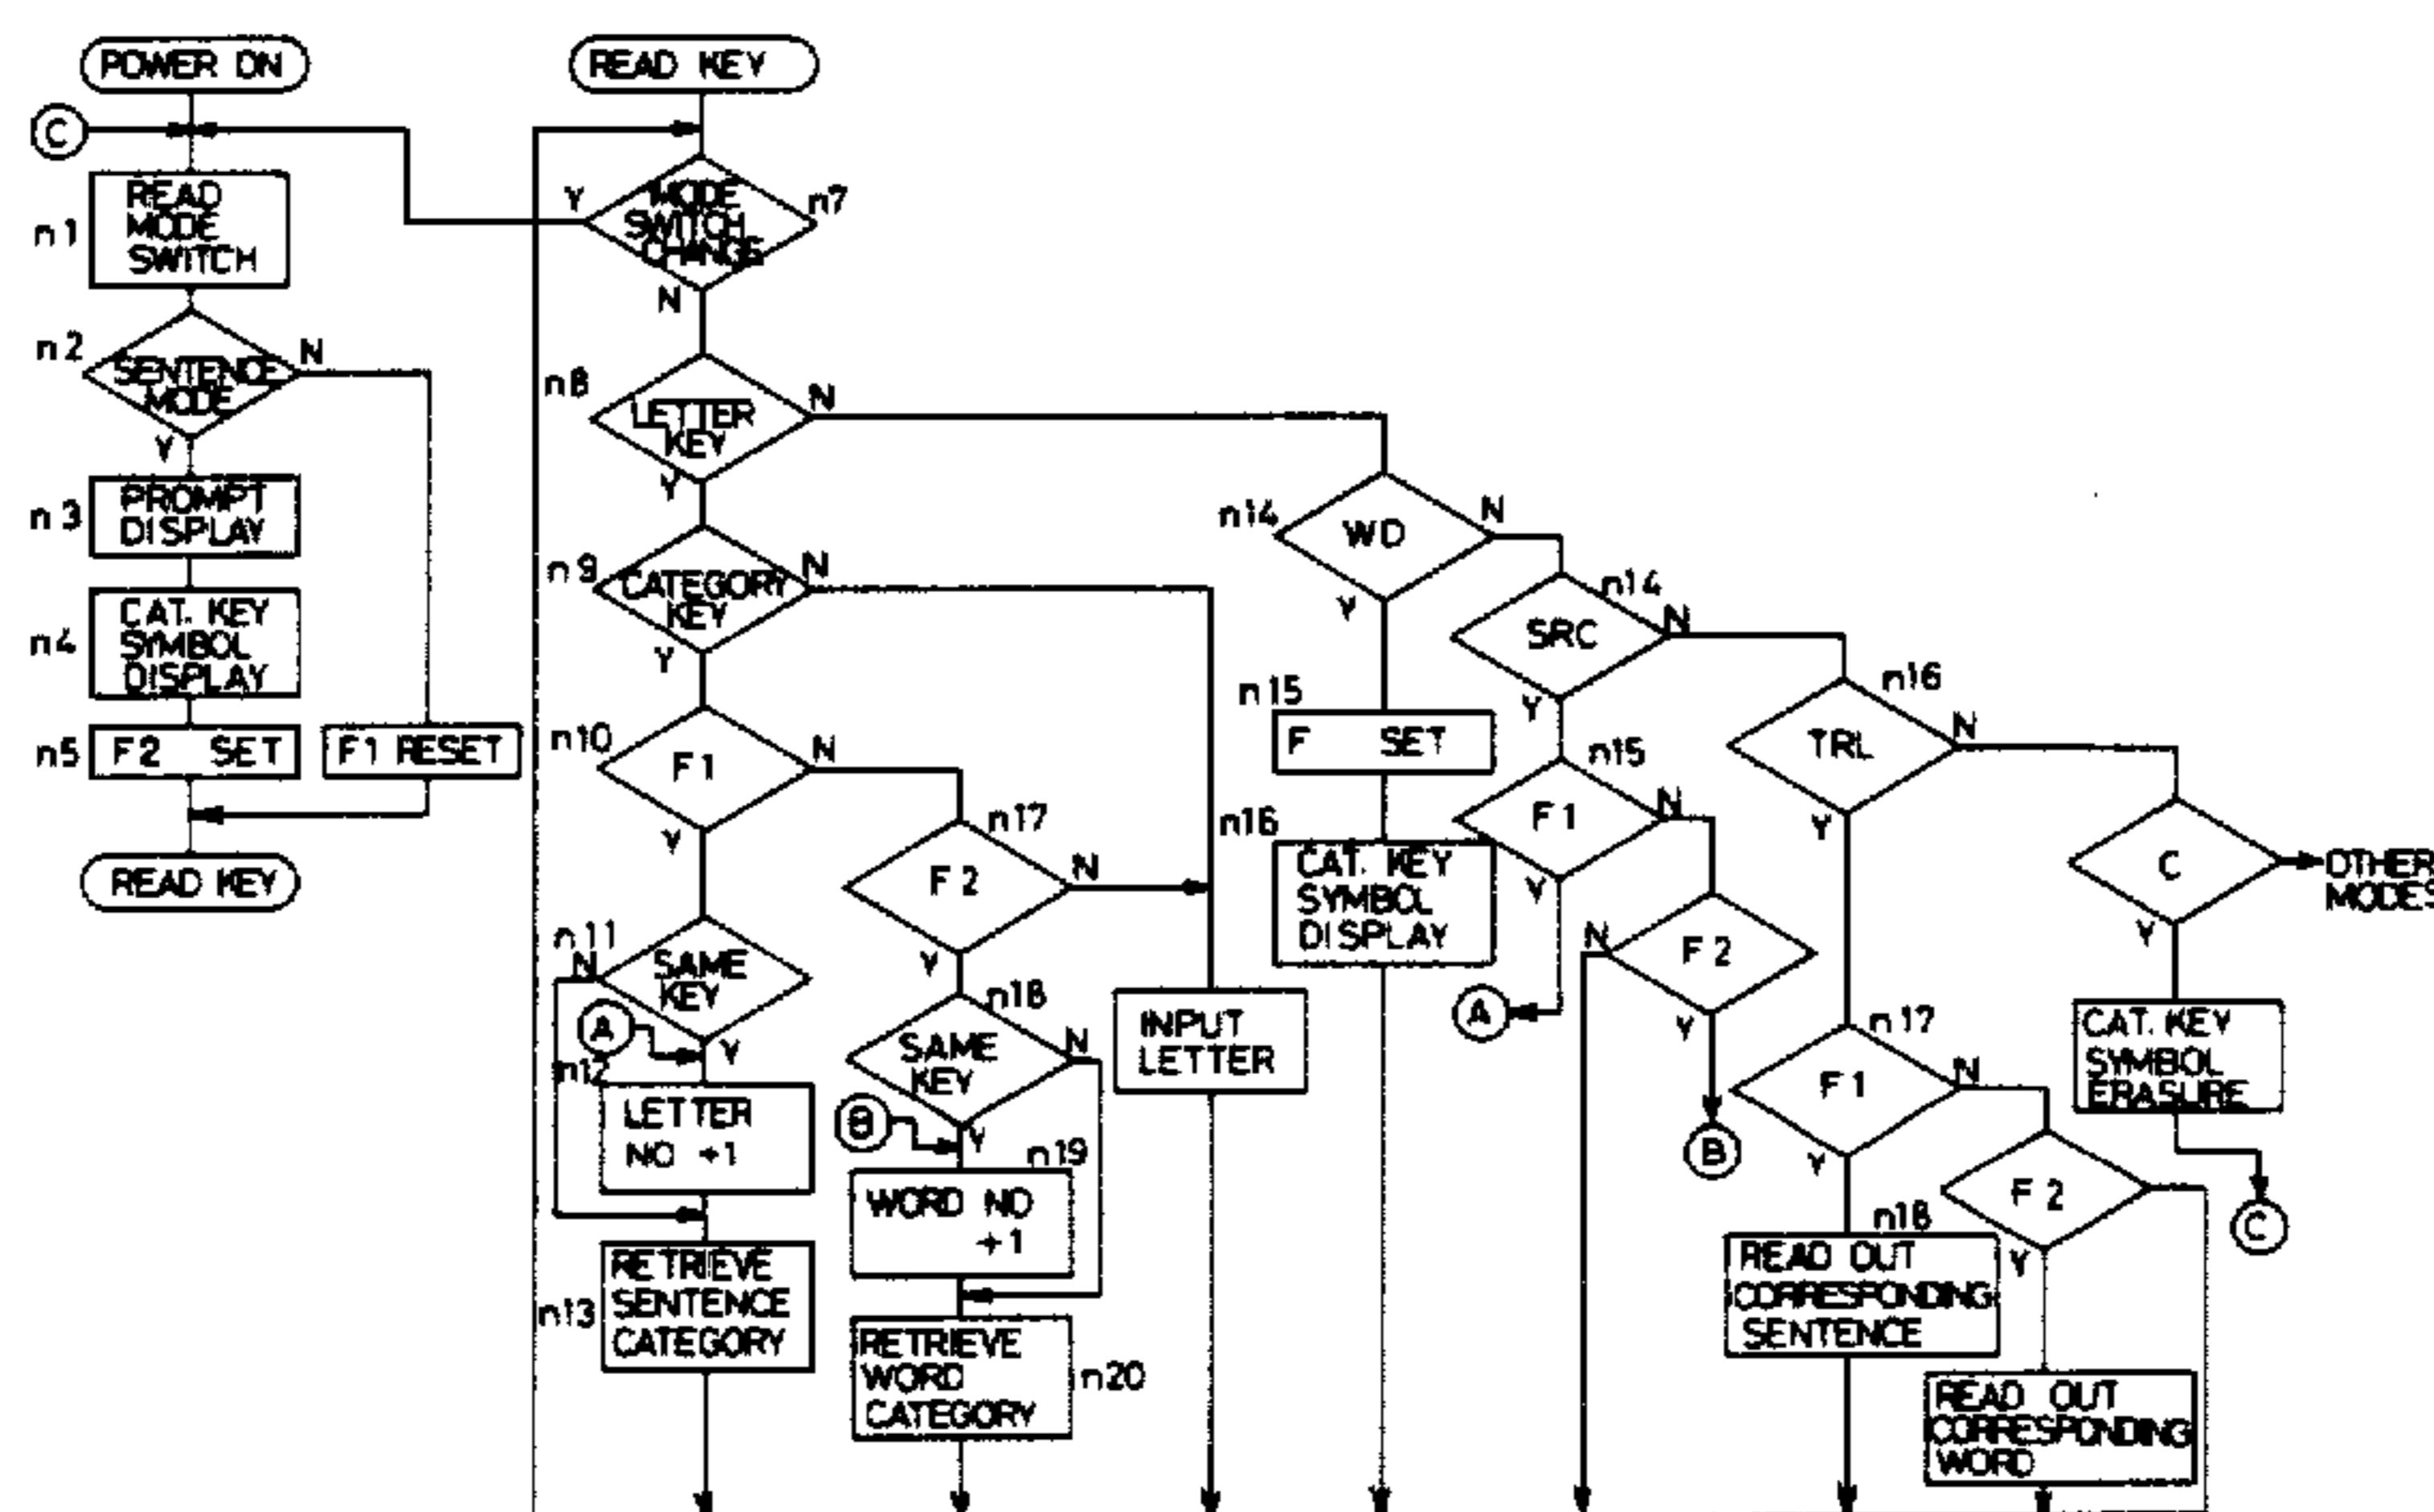 POWER ON
C
n1
READ
MODE
SWITCH
n2
SENTENCE
MODE
N
Y
n3
PROMPT
DISPLAY
n4
CAT. KEY
SYMBOL
DISPLAY
n5
F2 SET
F1 RESET
READ KEY
READ KEY
Y
MODE
SWITCH
CHANGE
n7
N
n8
LETTER
KEY
N
Y
n9
CATEGORY
KEY
N
Y
n10
F1
N
Y
n11
N
SAME
KEY
A
Y
n12
LETTER
NO +1
n13
RETRIEVE
SENTENCE
CATEGORY
n17
F2
N
Y
n18
SAME
KEY
N
B
Y
n19
WORD NO
+1
RETRIEVE
WORD
CATEGORY
n20
INPUT
LETTER
n14
WD
N
Y
n15
F SET
n16
CAT. KEY
SYMBOL
DISPLAY
n14
SRC
N
Y
n15
F1
N
Y
A
N
F2
Y
B
n16
TRL
N
Y
n17
F1
N
Y
n18
READ OUT
CORRESPONDING
SENTENCE
F2
Y
READ OUT
CORRESPONDING
WORD
C
OTHER
MODES
Y
CAT. KEY
SYMBOL
ERASURE
C